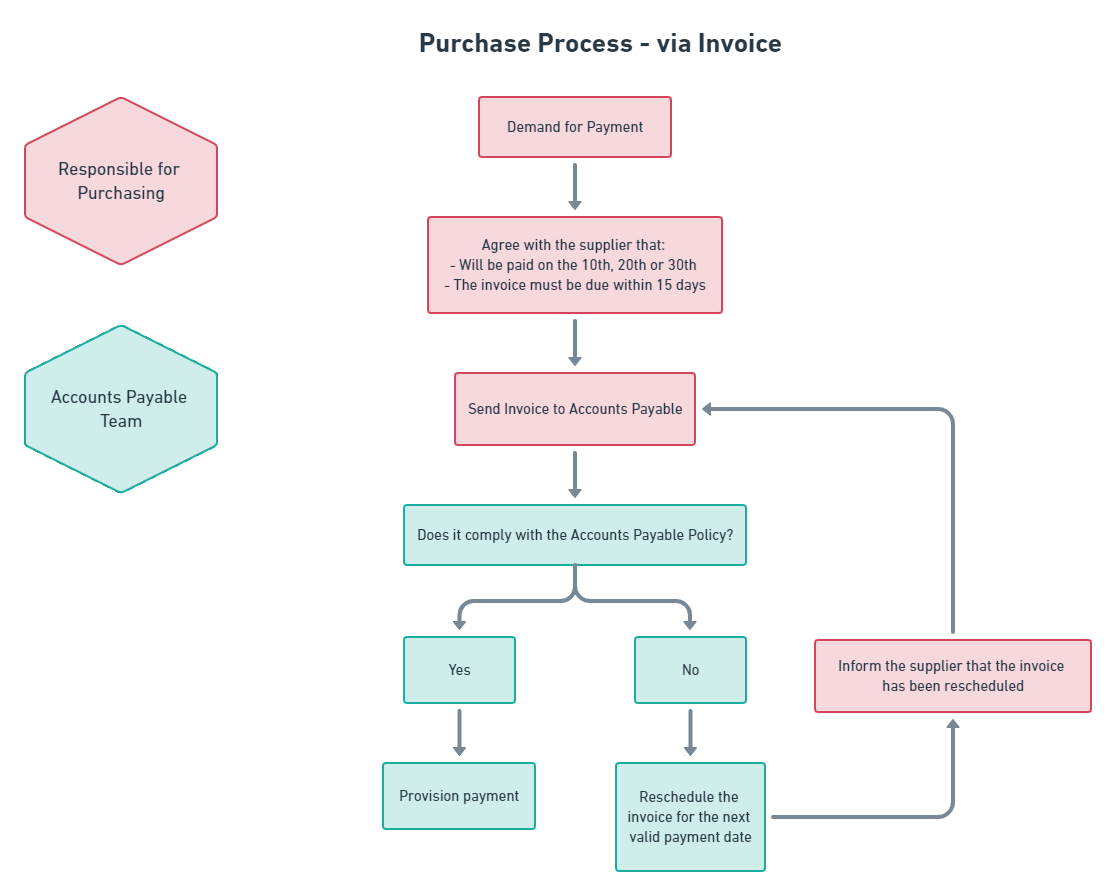 Purchase Process - via Invoice
Responsible for
Purchasing
Accounts Payable
Team
Demand for Payment
Agree with the supplier that:
- Will be paid on the 10th, 20th or 30th
- The invoice must be due within 15 days
Send Invoice to Accounts Payable
Does it comply with the Accounts Payable Policy?
Yes
No
Inform the supplier that the invoice
has been rescheduled
Provision payment
Reschedule the
invoice for the next
valid payment date